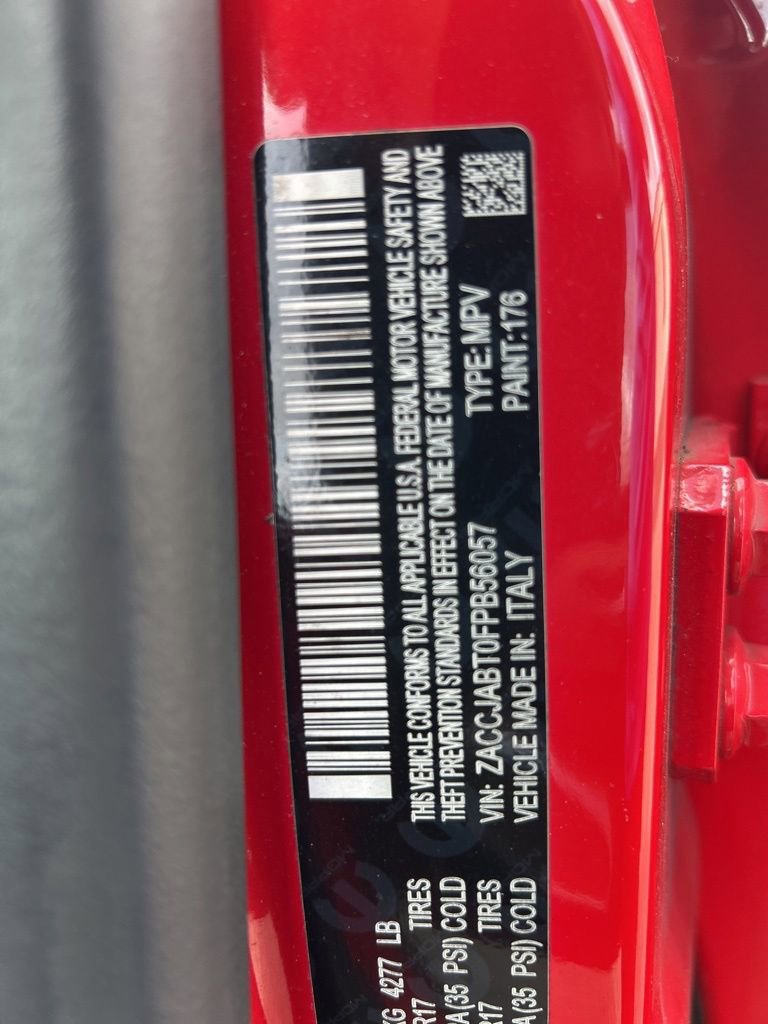 KG 4277 LB
R17 TIRES
A(35 PSI) COLD
R17 TIRES
A(35 PSI) COLD
THIS VEHICLE CONFORMS TO ALL APPLICABLE U.S.A. FEDERAL MOTOR VEHICLE SAFETY AND
THEFT PREVENTION STANDARDS IN EFFECT ON THE DATE OF MANUFACTURE SHOWN ABOVE
VIN: ZACCJABT0FPB56057 TYPE: MPV
VEHICLE MADE IN: ITALY PAINT: 176